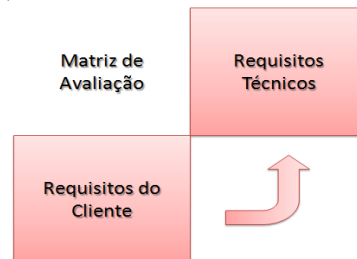 Matriz de
Avaliação
Requisitos
Técnicos
Requisitos do
Cliente